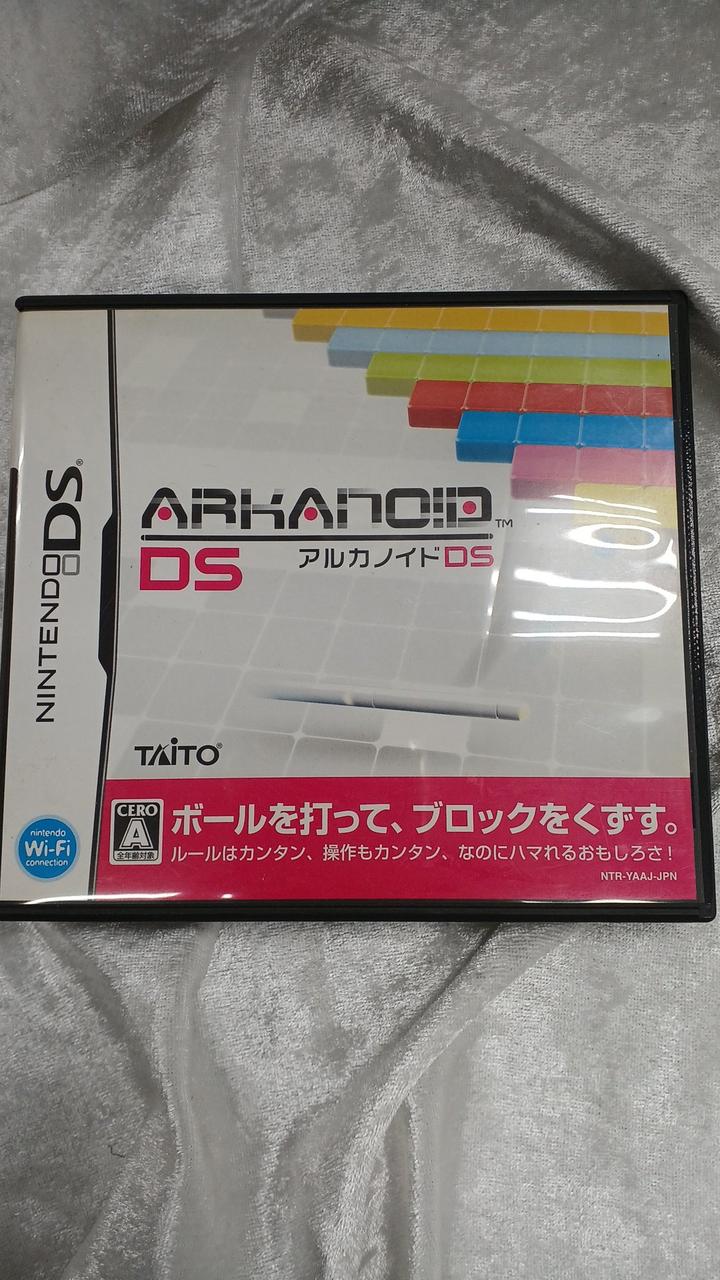 NINTENDO DS®
ARKANOID™
DS
アルカノイドDS
TAITO®
nintendo
Wi-Fi
connection
CERO
A
全年齢対象
ボールを打って、ブロックをくずす。
ルールはカンタン、操作もカンタン、なのにハマれるおもしろさ!
NTR-YAAJ-JPN